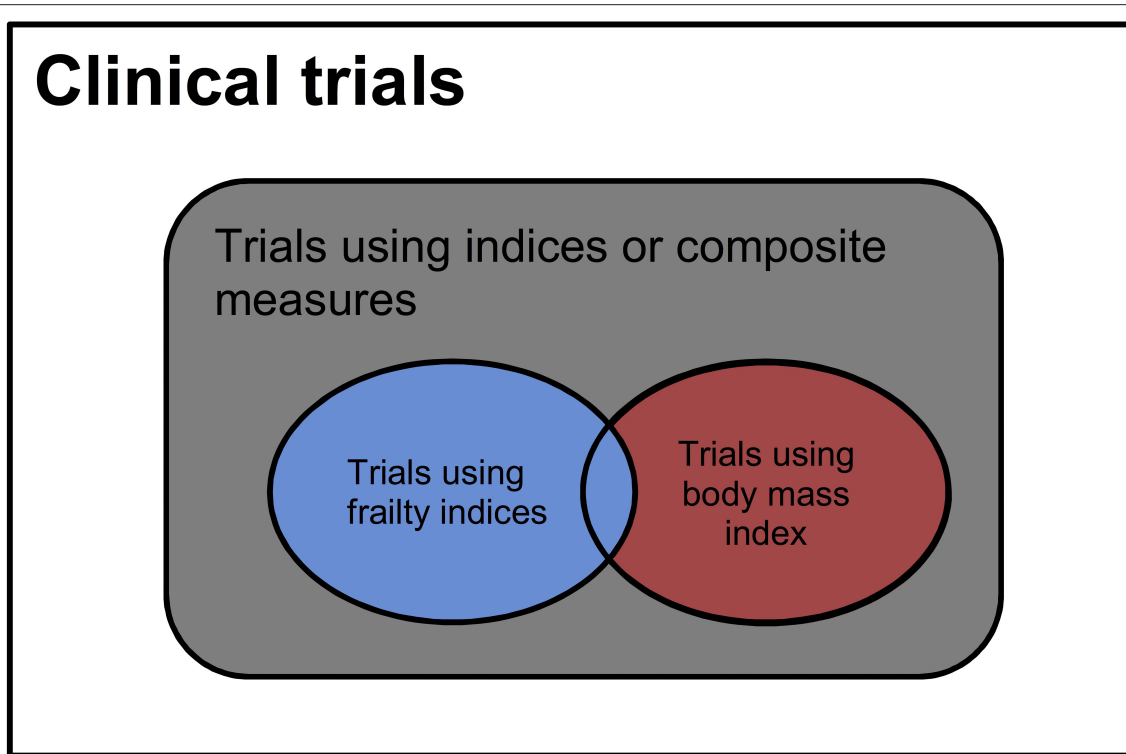 Clinical trials
Trials using indices or composite
measures
Trials using
frailty indices
Trials using
body mass
index